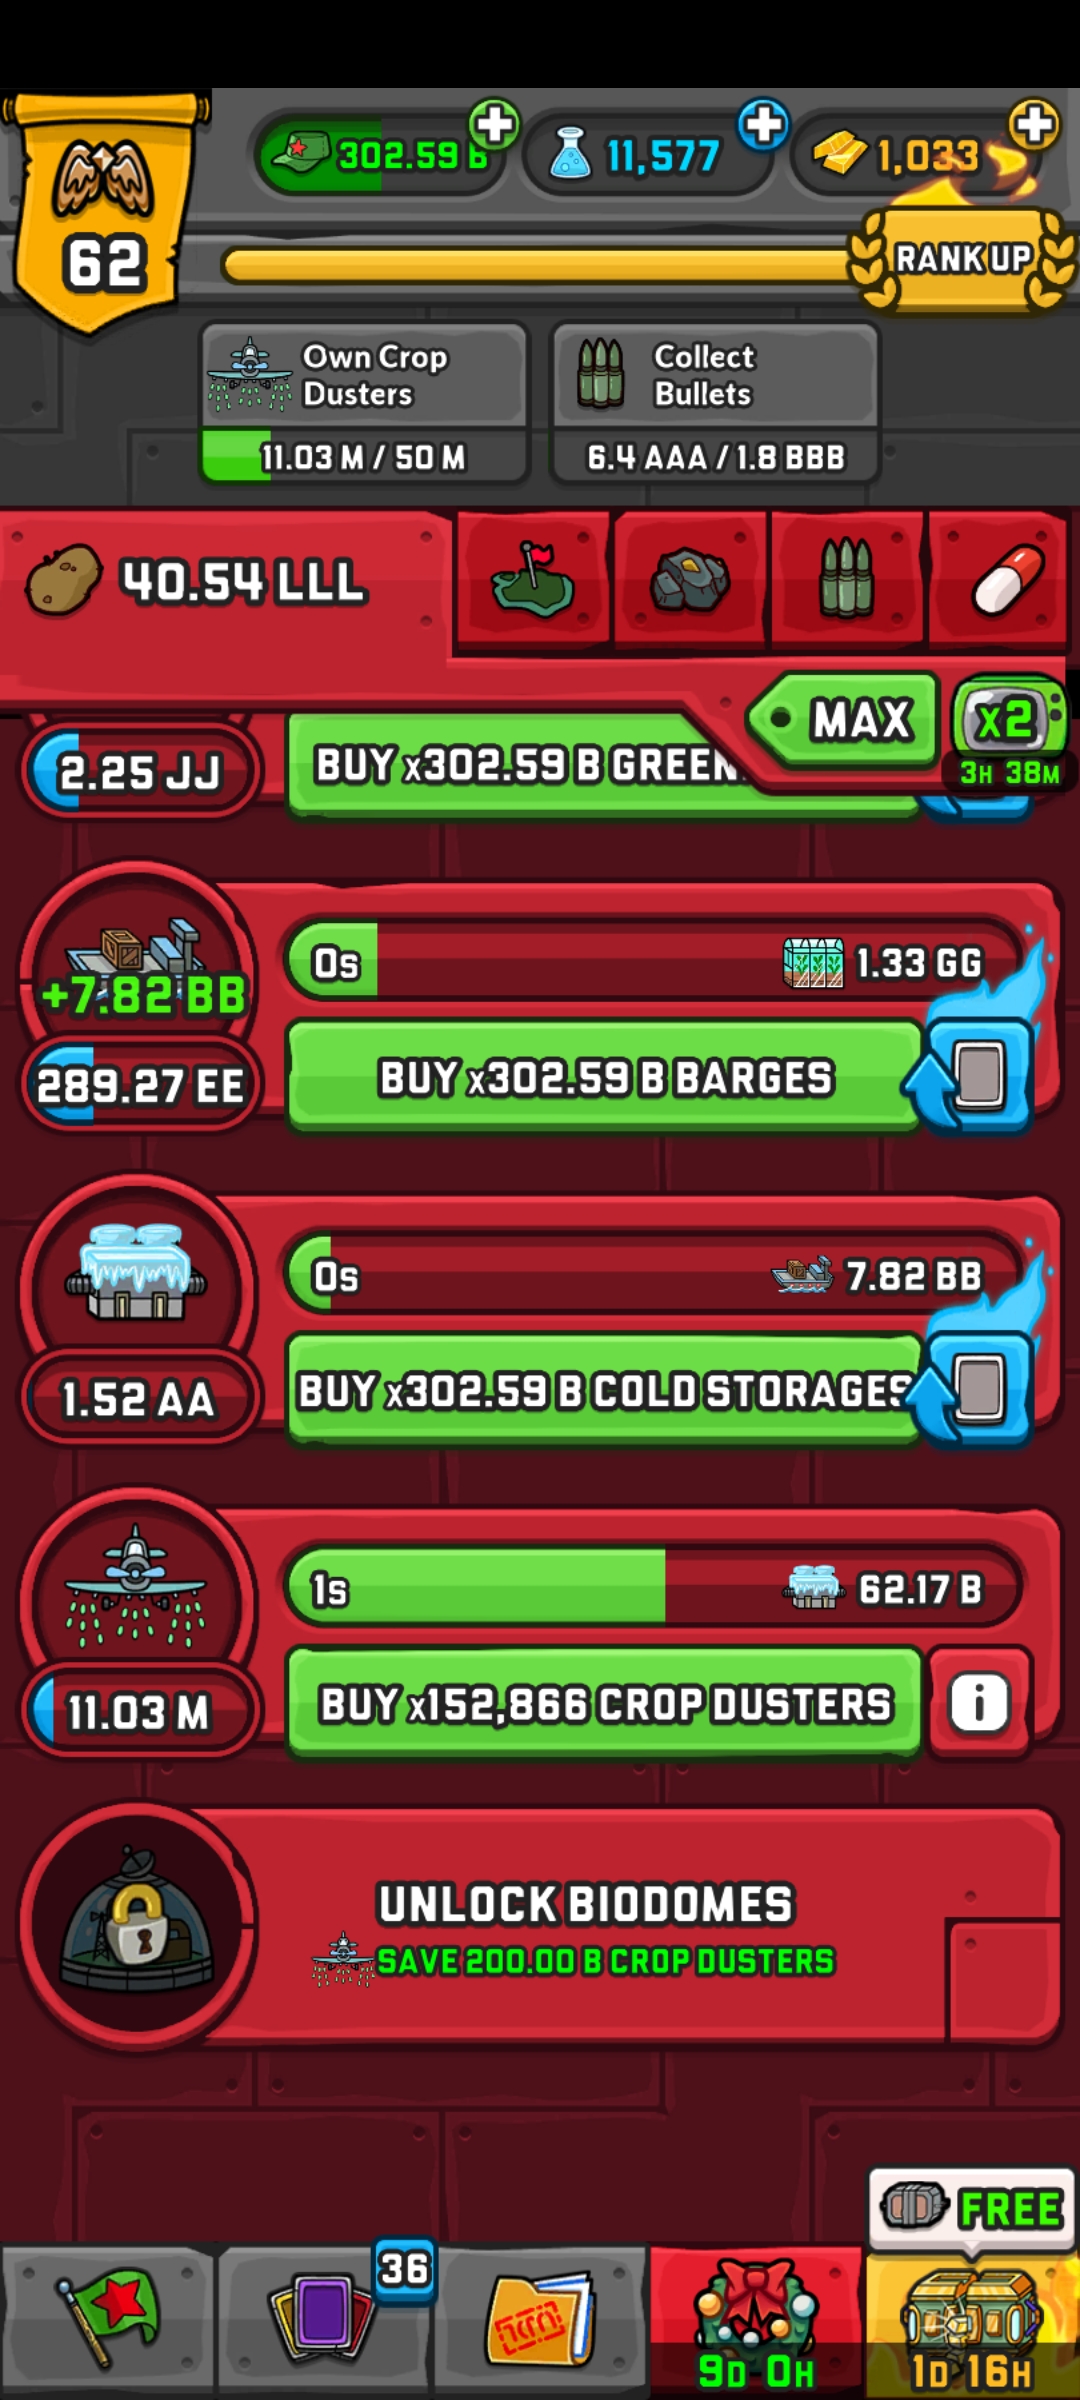 302.59 B
11,577
1,033
62
RANK UP
Own Crop
Dusters
11.03 M / 50 M
Collect
Bullets
6.4 AAA / 1.8 BBB
40.54 LLL
MAX
x2
3H 38M
2.25 JJ
BUY x302.59 B GREEN
+7.82 BB
0s
1.33 GG
289.27 EE
BUY x302.59 B BARGES
0s
7.82 BB
1.52 AA
BUY x302.59 B COLD STORAGES
1s
62.17 B
11.03 M
BUY x152,866 CROP DUSTERS
i
UNLOCK BIODOMES
SAVE 200.00 B CROP DUSTERS
FREE
36
9D 0H
1D 16H